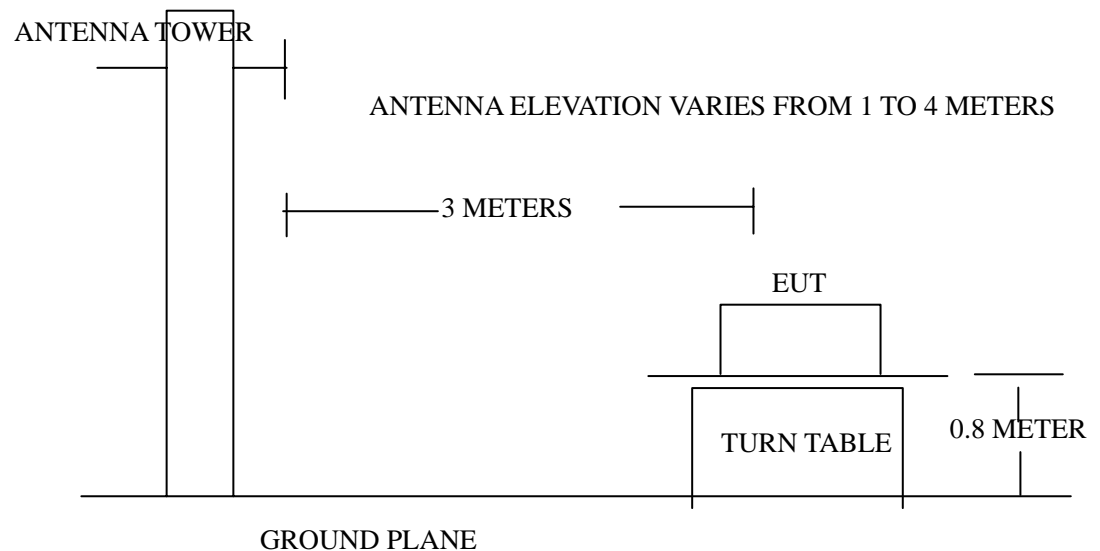 ANTENNA TOWER
ANTENNA ELEVATION VARIES FROM 1 TO 4 METERS
3 METERS
EUT
0.8 METER
TURN TABLE
GROUND PLANE